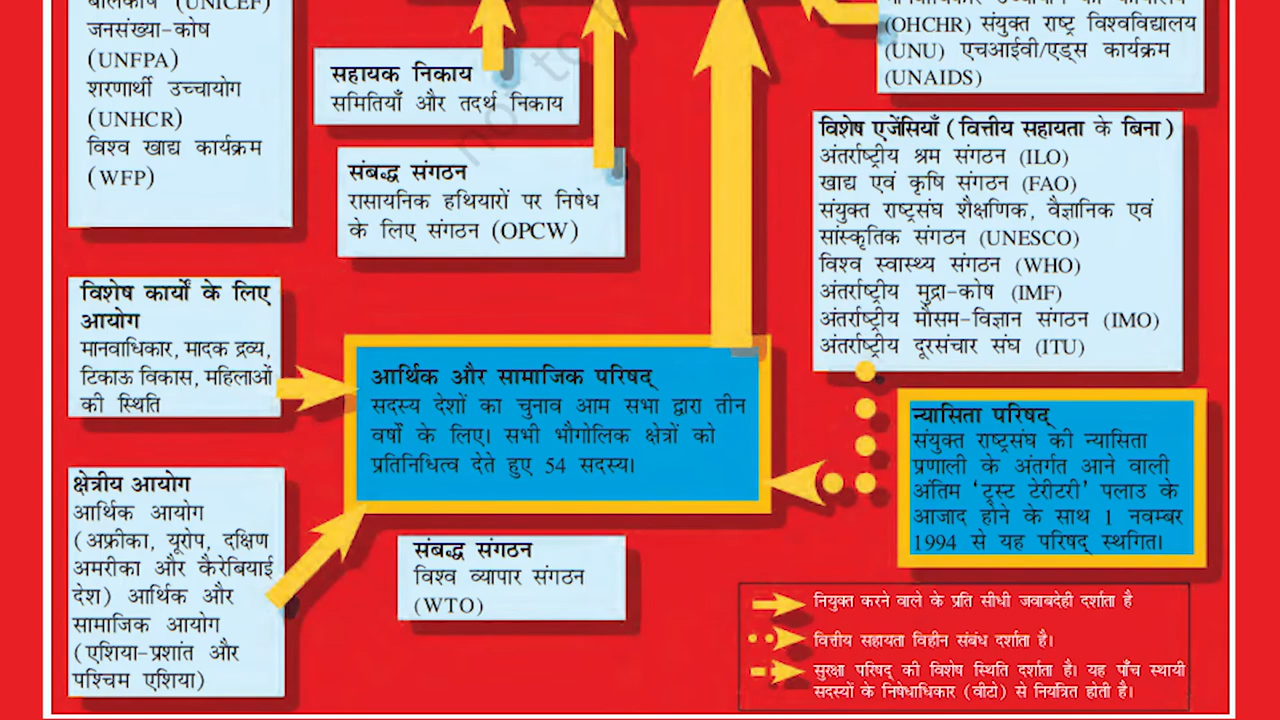 बालकोष (UNICEF)
जनसंख्या-कोष
(UNFPA)
शरणार्थी उच्चायोग
(UNHCR)
विश्व खाद्य कार्यक्रम
(WFP)
सहायक निकाय
समितियाँ और तदर्थ निकाय
संबद्ध संगठन
रासायनिक हथियारों पर निषेध
के लिए संगठन (OPCW)
(OHCHR) संयुक्त राष्ट्र विश्वविद्यालय
(UNU) एचआईवी/एड्स कार्यक्रम
(UNAIDS)
विशेष एजेंसियाँ (वित्तीय सहायता के बिना)
अंतर्राष्ट्रीय श्रम संगठन (ILO)
खाद्य एवं कृषि संगठन (FAO)
संयुक्त राष्ट्रसंघ शैक्षणिक, वैज्ञानिक एवं
सांस्कृतिक संगठन (UNESCO)
विश्व स्वास्थ्य संगठन (WHO)
अंतर्राष्ट्रीय मुद्रा-कोष (IMF)
अंतर्राष्ट्रीय मौसम-विज्ञान संगठन (IMO)
अंतर्राष्ट्रीय दूरसंचार संघ (ITU)
विशेष कार्यों के लिए
आयोग
मानवाधिकार, मादक द्रव्य,
टिकाऊ विकास, महिलाओं
की स्थिति
आर्थिक और सामाजिक परिषद्
सदस्य देशों का चुनाव आम सभा द्वारा तीन
वर्षों के लिए। सभी भौगोलिक क्षेत्रों को
प्रतिनिधित्व देते हुए 54 सदस्य।
न्यासिता परिषद्
संयुक्त राष्ट्रसंघ की न्यासिता
प्रणाली के अंतर्गत आने वाली
अंतिम ‘ट्रस्ट टेरीटरी’ पलाउ के
आजाद होने के साथ 1 नवम्बर
1994 से यह परिषद् स्थगित।
क्षेत्रीय आयोग
आर्थिक आयोग
(अफ्रीका, यूरोप, दक्षिण
अमरीका और कैरेबियाई
देश) आर्थिक और
सामाजिक आयोग
(एशिया-प्रशांत और
पश्चिम एशिया)
संबद्ध संगठन
विश्व व्यापार संगठन
(WTO)
नियुक्त करने वाले के प्रति सीधी जवाबदेही दर्शाता है
वित्तीय सहायता विहीन संबंध दर्शाता है।
सुरक्षा परिषद् की विशेष स्थिति दर्शाता है। यह पाँच स्थायी
सदस्यों के निषेधाधिकार (वीटो) से नियंत्रित होती है।